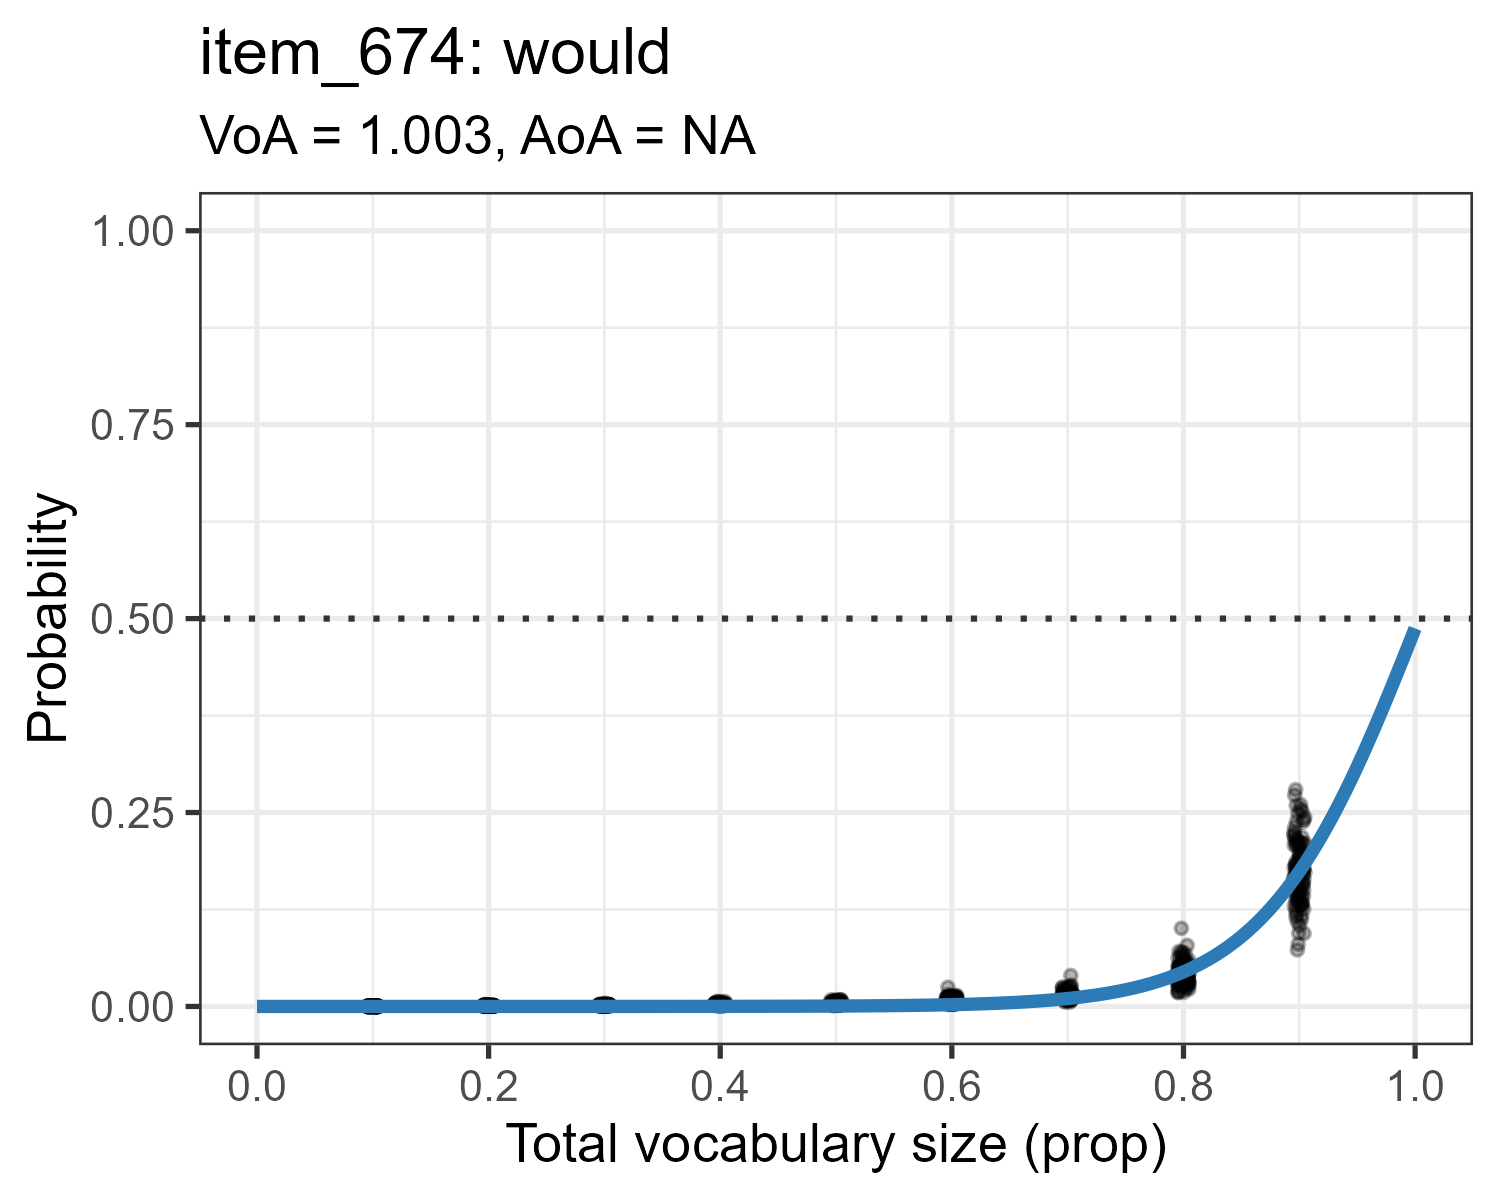 item_674: would
VoA = 1.003, AoA = NA
1.00
0.75
0.50
0.25
0.00
Probability
0.0 0.2 0.4 0.6 0.8 1.0
Total vocabulary size (prop)